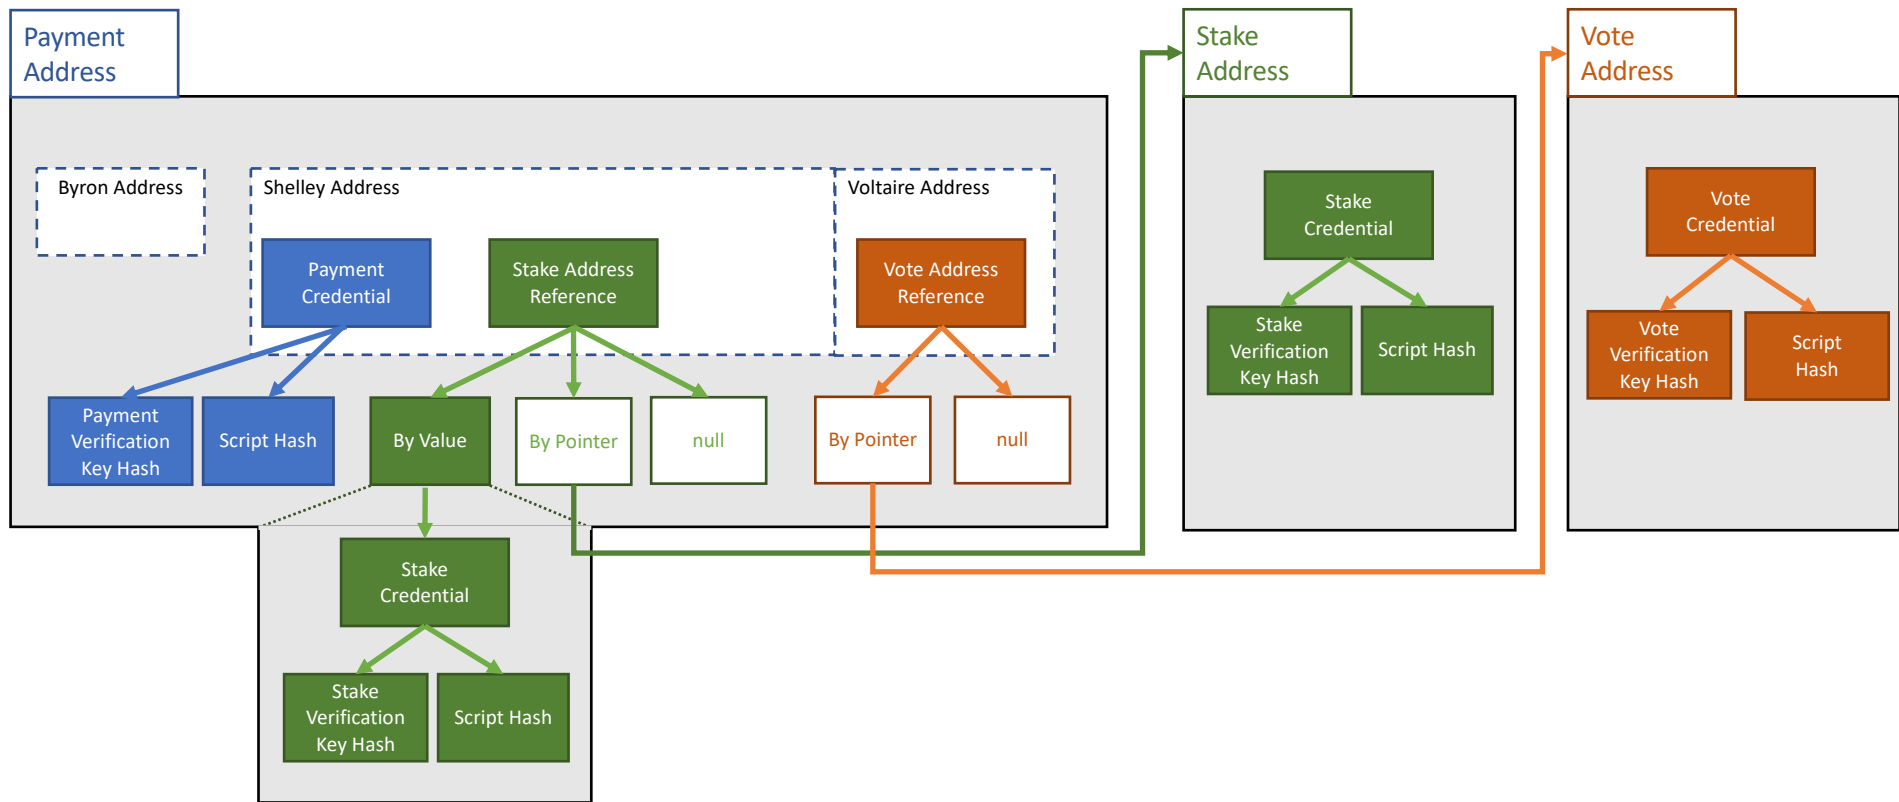 Payment
Address
Stake
Address
Vote
Address
Byron Address
Shelley Address
Voltaire Address
Payment
Credential
Stake Address
Reference
Vote Address
Reference
Payment
Verification
Key Hash
Script Hash
By Value
By Pointer
null
By Pointer
null
Stake
Credential
Stake
Verification
Key Hash
Script Hash
Stake
Credential
Stake
Verification
Key Hash
Script Hash
Vote
Credential
Vote
Verification
Key Hash
Script
Hash